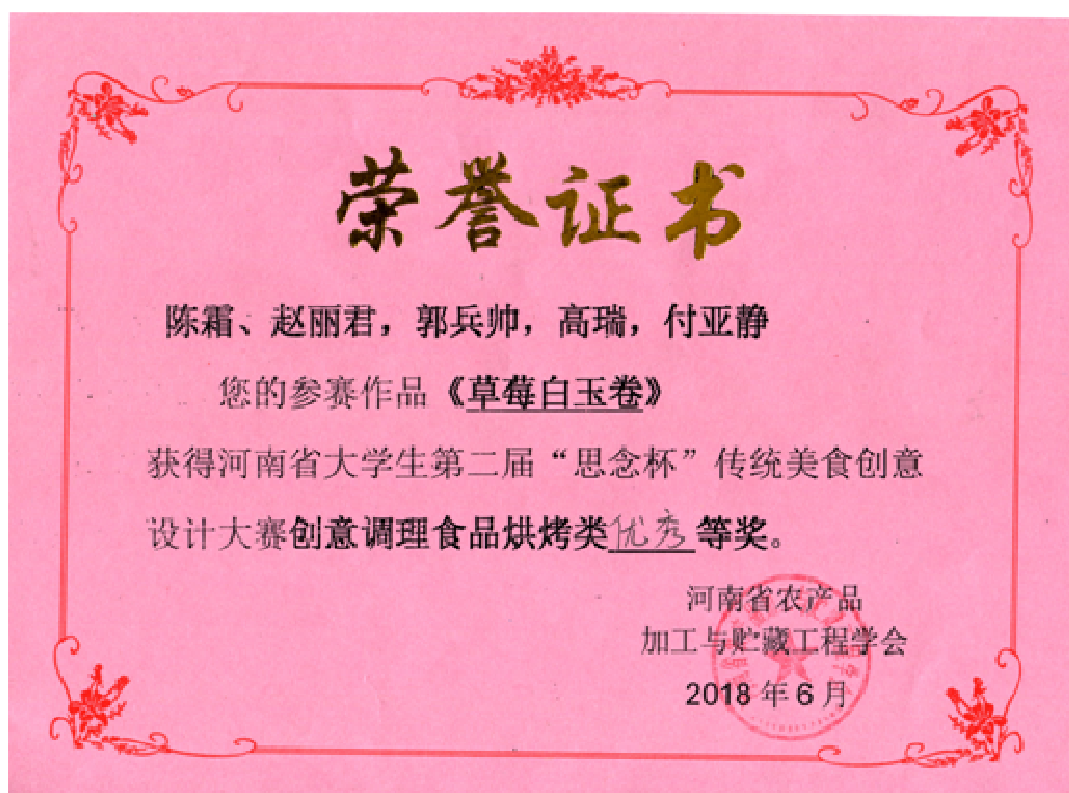 荣誉证书
陈霜、赵丽君，郭兵帅，高瑞，付亚静
您的参赛作品《草莓白玉卷》
获得河南省大学生第二届“思念杯”传统美食创意
设计大赛创意调理食品烘烤类优秀等奖。
河南省农产品
加工与贮藏工程学会
2018年6月